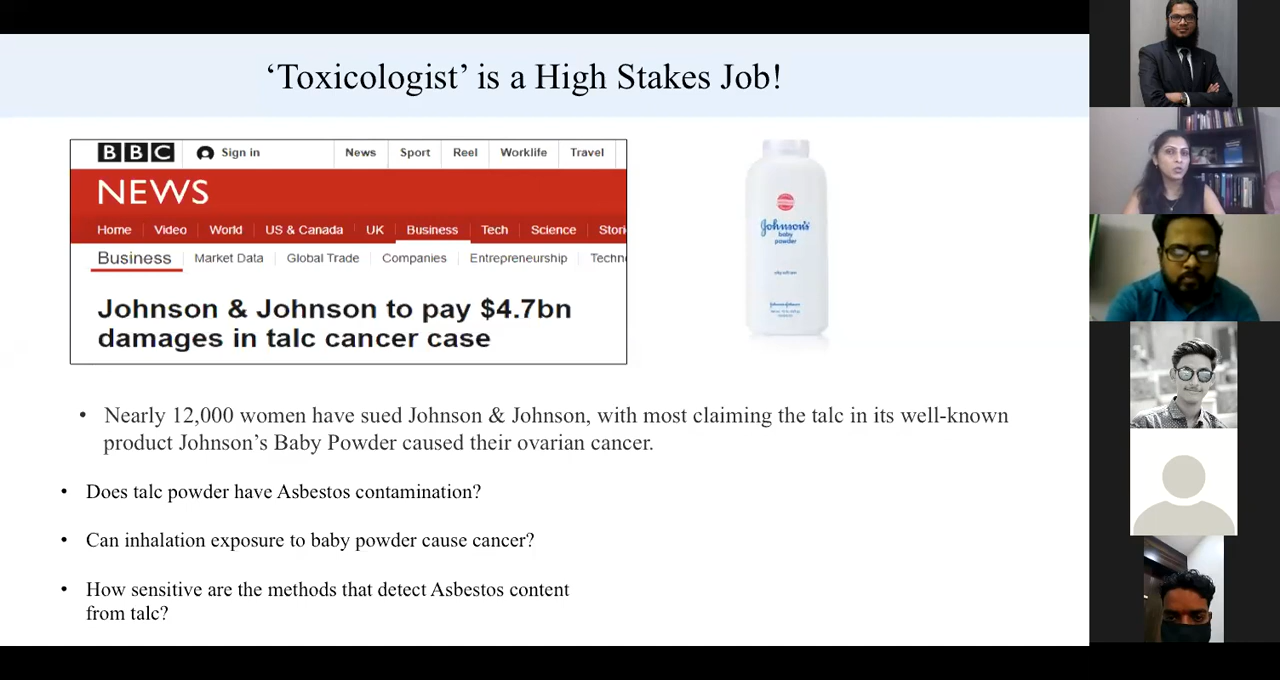 ‘Toxicologist’ is a High Stakes Job!
BBC Sign in News Sport Reel Worklife Travel
NEWS
Home Video World US & Canada UK Business Tech Science Stori
Business Market Data Global Trade Companies Entrepreneurship Techn
Johnson & Johnson to pay $4.7bn
damages in talc cancer case
Johnson's
baby
powder
• Nearly 12,000 women have sued Johnson & Johnson, with most claiming the talc in its well-known
product Johnson’s Baby Powder caused their ovarian cancer.
• Does talc powder have Asbestos contamination?
• Can inhalation exposure to baby powder cause cancer?
• How sensitive are the methods that detect Asbestos content
from talc?